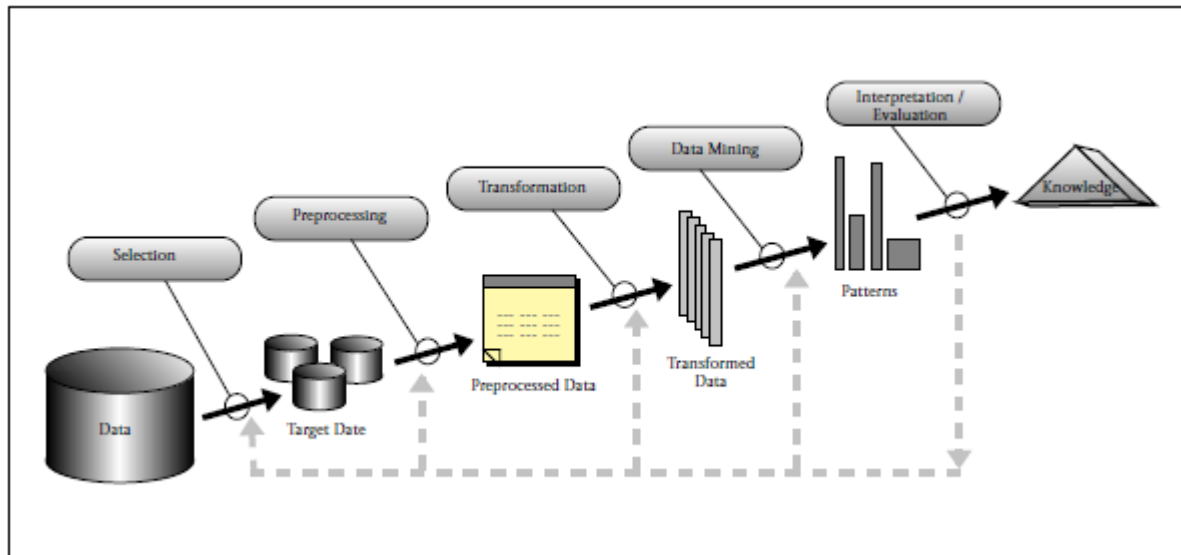 Interpretation /
Evaluation
Data Mining
Transformation
Preprocessing
Selection
Knowledge
Patterns
Transformed
Data
Preprocessed Data
Target Date
Data